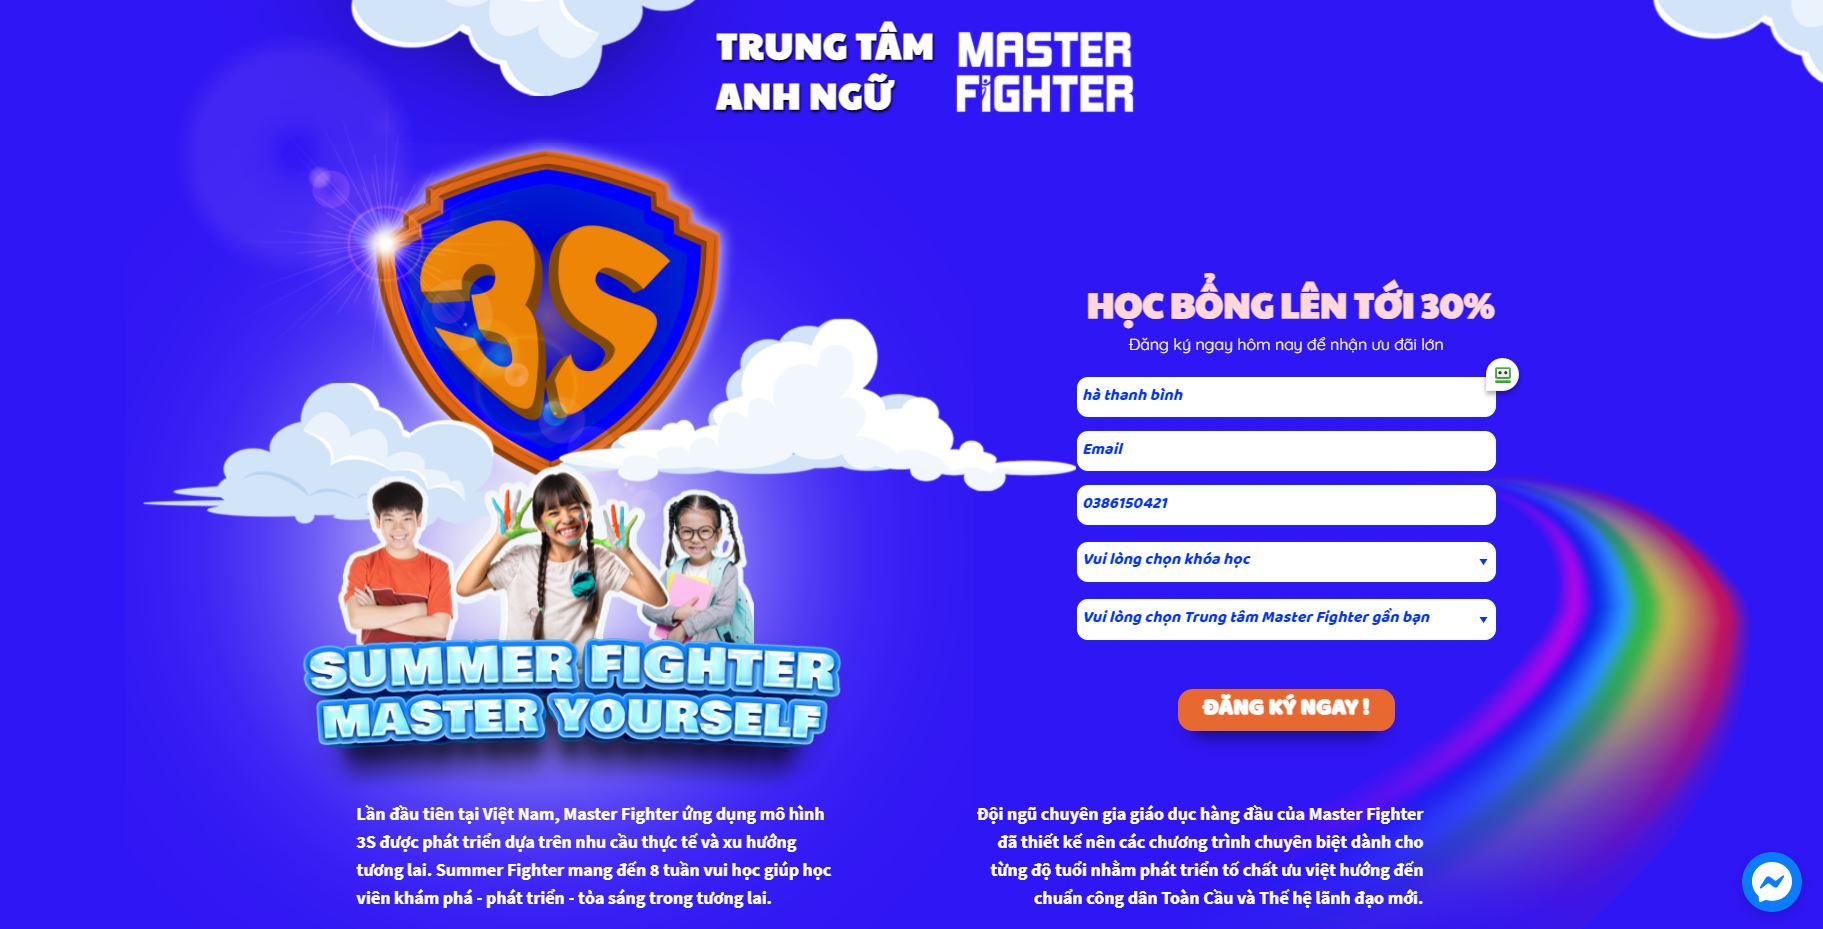 TRUNG TÂM
ANH NGỮ
MASTER
FIGHTER
3S
SUMMER FIGHTER
MASTER YOURSELF
HỌC BỔNG LÊN TỚI 30%
Đăng ký ngay hôm nay để nhận ưu đãi lớn
hà thanh bình
Email
0386150421
Vui lòng chọn khóa học
Vui lòng chọn Trung tâm Master Fighter gần bạn
ĐĂNG KÝ NGAY !
Lần đầu tiên tại Việt Nam, Master Fighter ứng dụng mô hình
3S được phát triển dựa trên nhu cầu thực tế và xu hướng
tương lai. Summer Fighter mang đến 8 tuần vui học giúp học
viên khám phá - phát triển - tỏa sáng trong tương lai.
Đội ngũ chuyên gia giáo dục hàng đầu của Master Fighter
đã thiết kế nên các chương trình chuyên biệt dành cho
từng độ tuổi nhằm phát triển tố chất ưu việt hướng đến
chuẩn công dân Toàn Cầu và Thế hệ lãnh đạo mới.